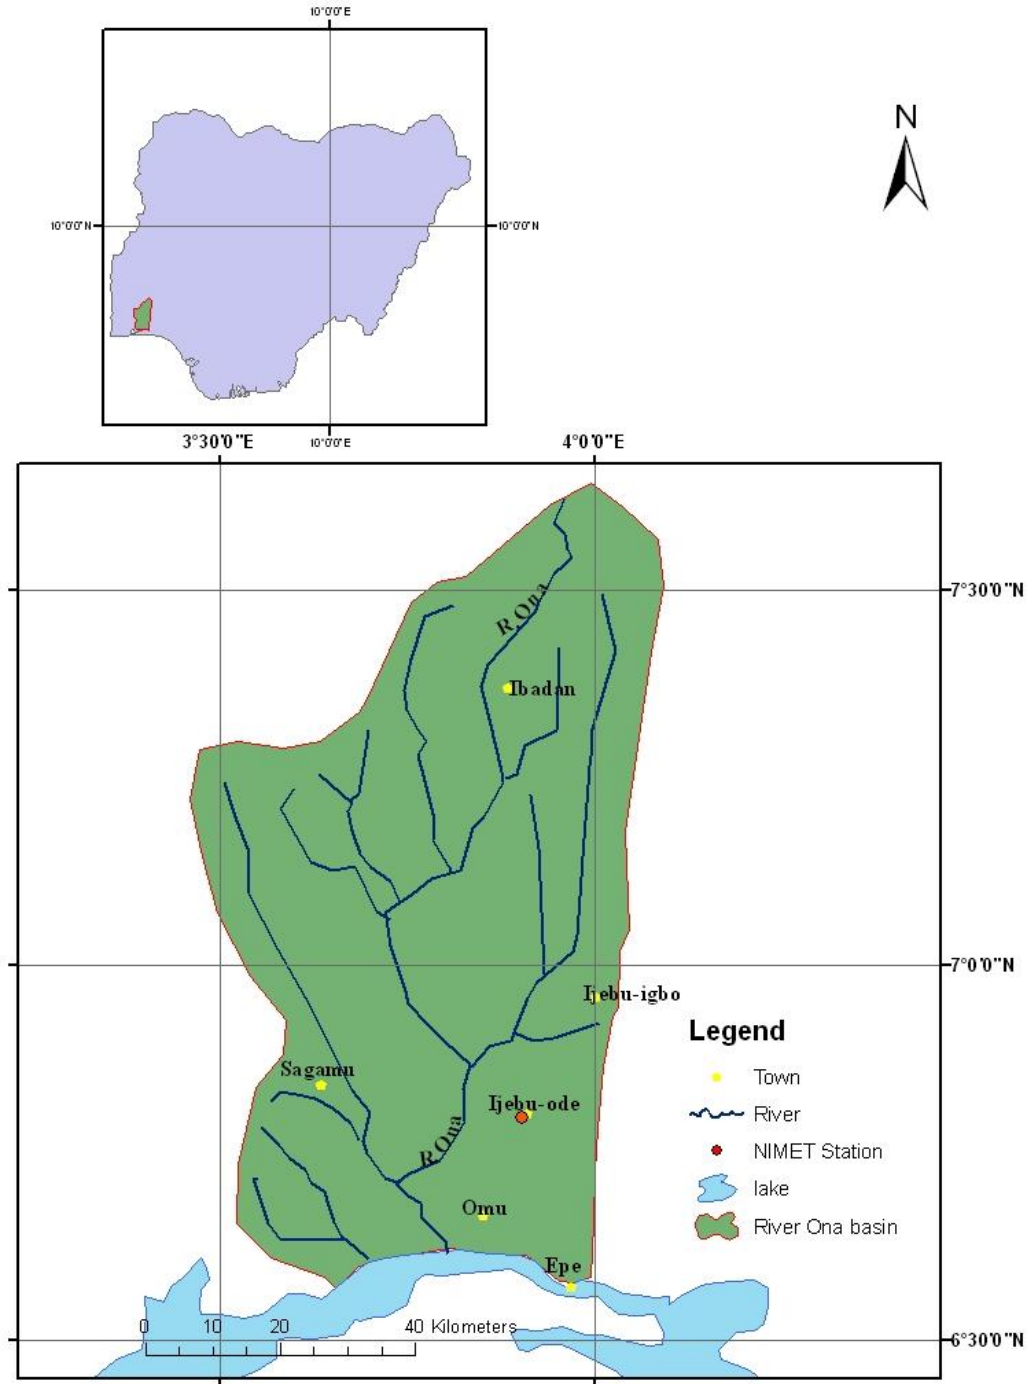 10°0'0"E
10°0'0"N
10°0'0"N
10°0'0"E
N
3°30'0"E
4°0'0"E
7°30'0"N
R.Ona
Ibadan
7°0'0"N
Ijebu-igbo
Legend
Town
River
NIMET Station
lake
River Ona basin
Sagamu
Ijebu-ode
R.Ona
Omu
Epe
0 10 20 40 Kilometers
6°30'0"N